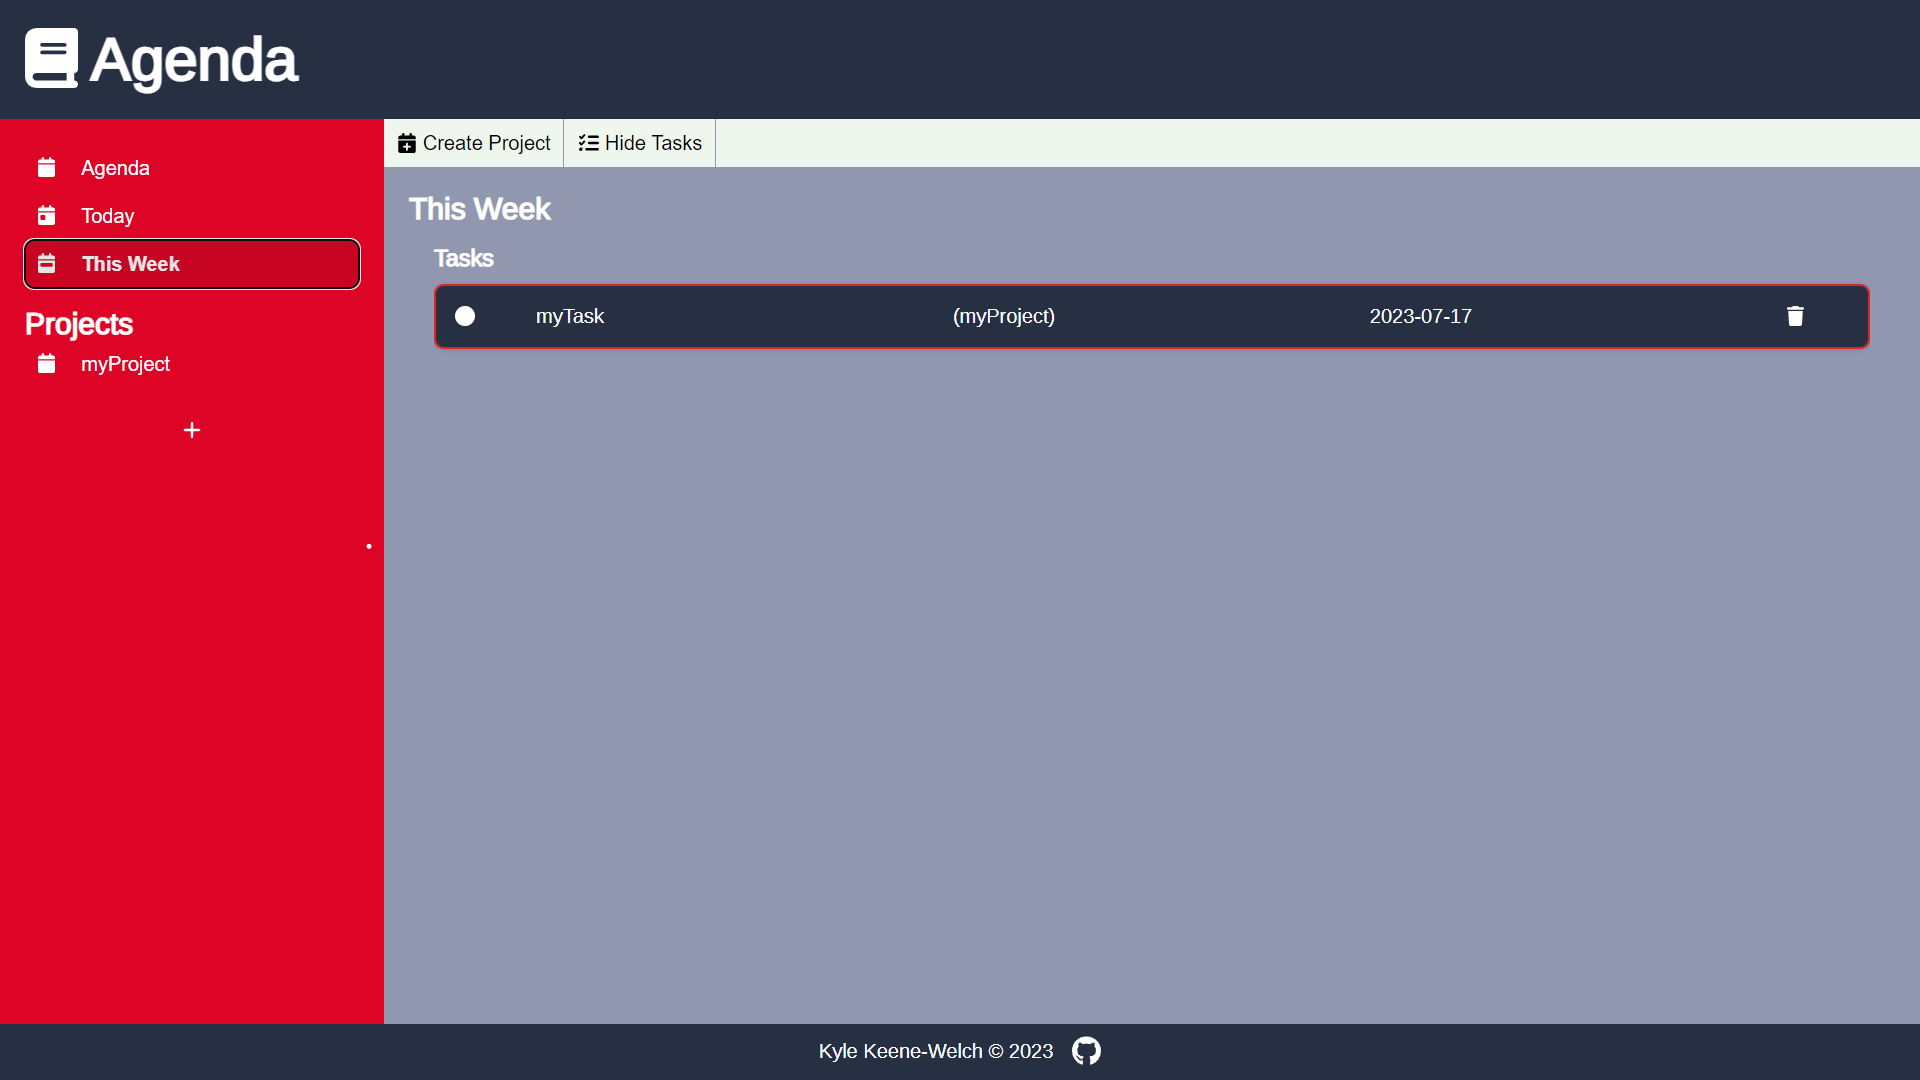 Agenda
Agenda
Today
This Week
Projects
myProject
Create Project
Hide Tasks
This Week
Tasks
myTask (myProject) 2023-07-17
Kyle Keene-Welch © 2023